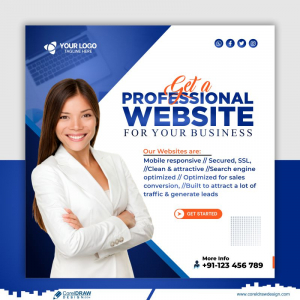 YOUR LOGO
TAGLINE HERE
Get a
PROFESSIONAL
WEBSITE
FOR YOUR BUSINESS
Our Websites are:
Mobile responsive // Secured, SSL,
//Clean & attractive //Search engine
optimized // Optimized for sales
conversion, //Built to attract a lot of
traffic & generate leads
GET STARTED
More Info
+91-123 456 789
CorelDRAW
DESIGN
www.coreldrawdesign.com